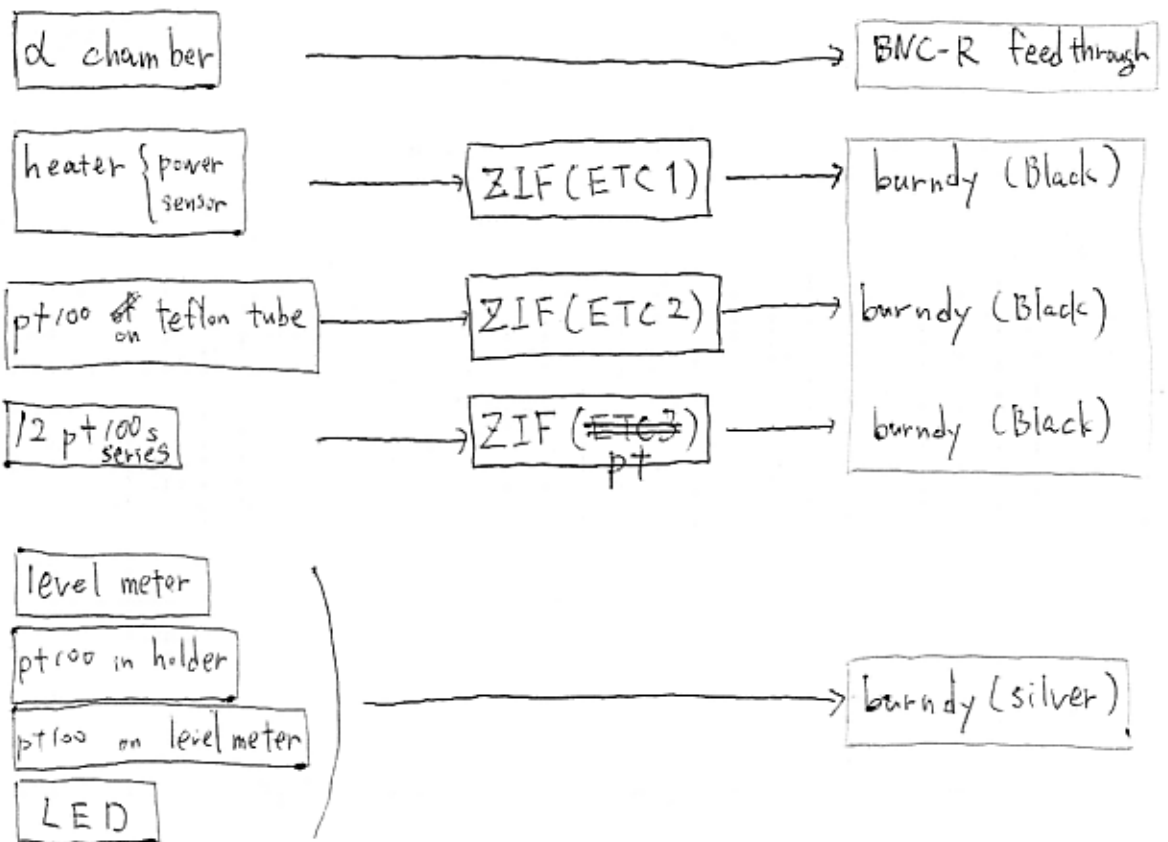 α chamber
BNC-R feedthrough
heater { power
sensor
ZIF(ETC1)
burndy (Black)
pt100 on teflon tube
ZIF(ETC2)
burndy (Black)
12 pt100s
series
ZIF (ETC3)
pt
burndy (Black)
level meter
pt100 in holder
pt100 on level meter
LED
burndy (silver)